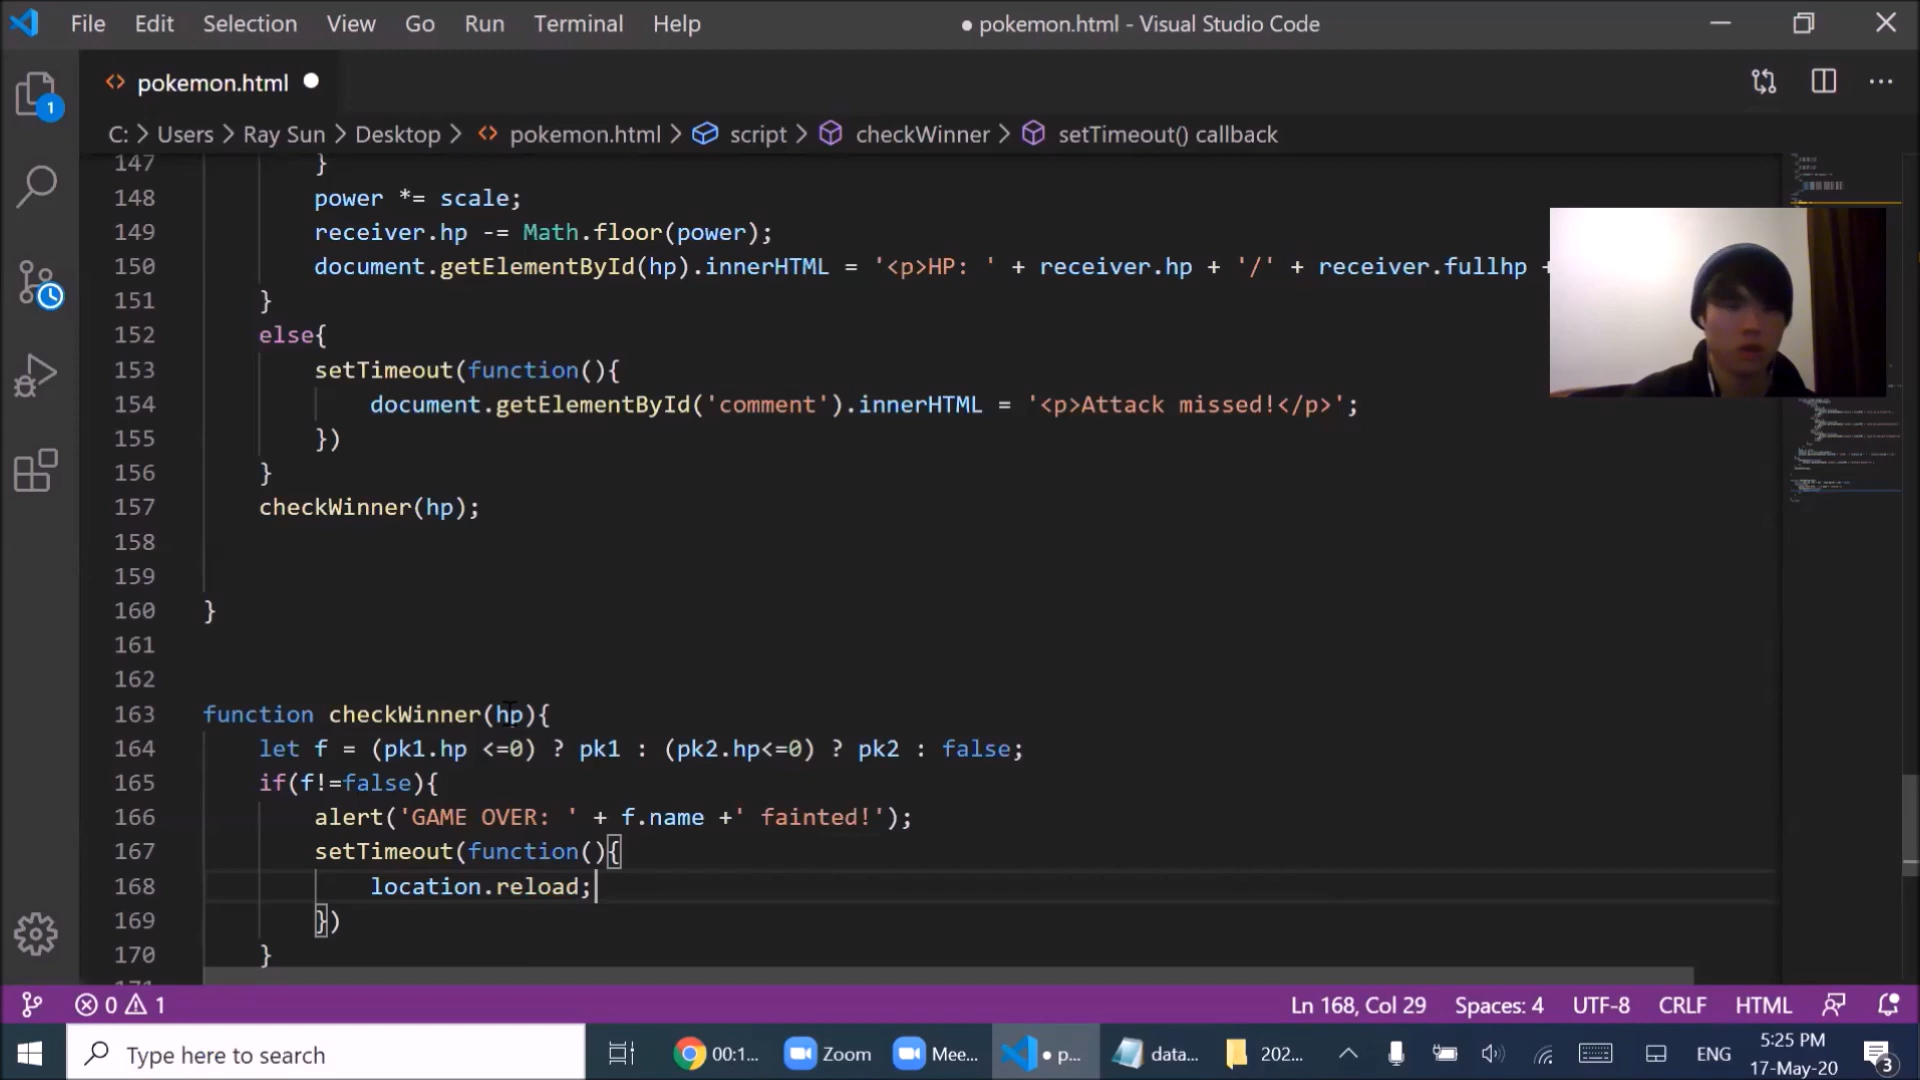 File Edit Selection View Go Run Terminal Help
● pokemon.html - Visual Studio Code
pokemon.html
C: > Users > Ray Sun > Desktop > pokemon.html > script > checkWinner > setTimeout() callback
147 }
148 power *= scale;
149 receiver.hp -= Math.floor(power);
150 document.getElementById(hp).innerHTML = '<p>HP: ' + receiver.hp + '/' + receiver.fullhp +
151 }
152 else{
153 setTimeout(function(){
154 document.getElementById('comment').innerHTML = '<p>Attack missed!</p>';
155 })
156 }
157 checkWinner(hp);
158
159
160 }
161
162
163 function checkWinner(hp){
164 let f = (pk1.hp <=0) ? pk1 : (pk2.hp<=0) ? pk2 : false;
165 if(f!=false){
166 alert('GAME OVER: ' + f.name +' fainted!');
167 setTimeout(function(){
168 location.reload;
169 })
170 }
1
0 1
Ln 168, Col 29 Spaces: 4 UTF-8 CRLF HTML
Type here to search
00:1... Zoom Mee... ● p... data... 202... ENG
5:25 PM
17-May-20
3